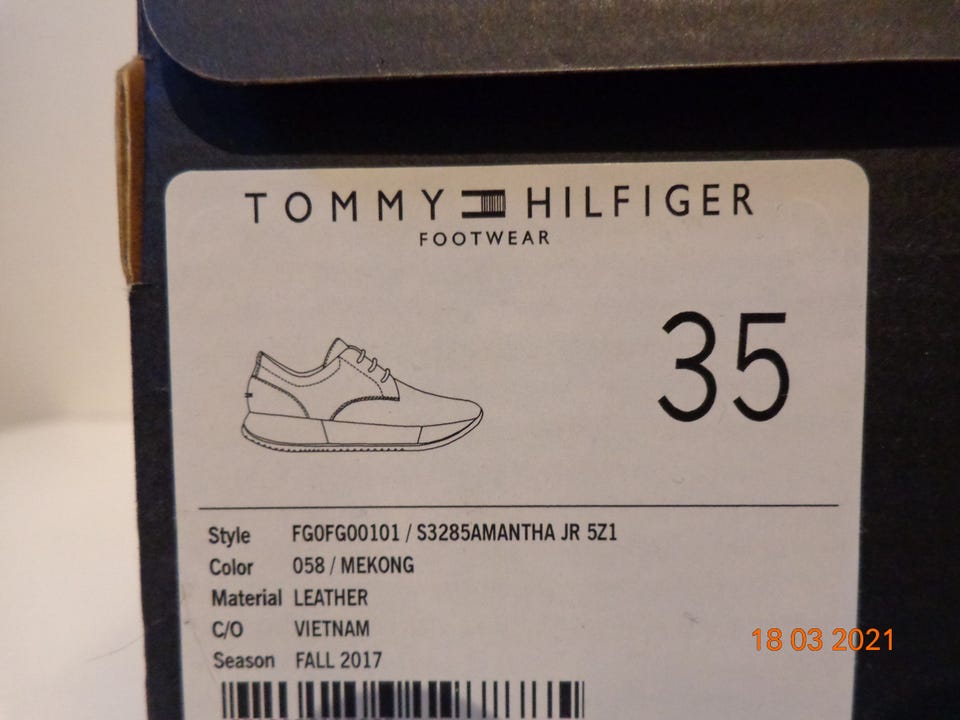 TOMMY HILFIGER
FOOTWEAR
35
Style FG0FG00101 / S3285AMANTHA JR 5Z1
Color 058 / MEKONG
Material LEATHER
C/O VIETNAM
Season FALL 2017
18 03 2021